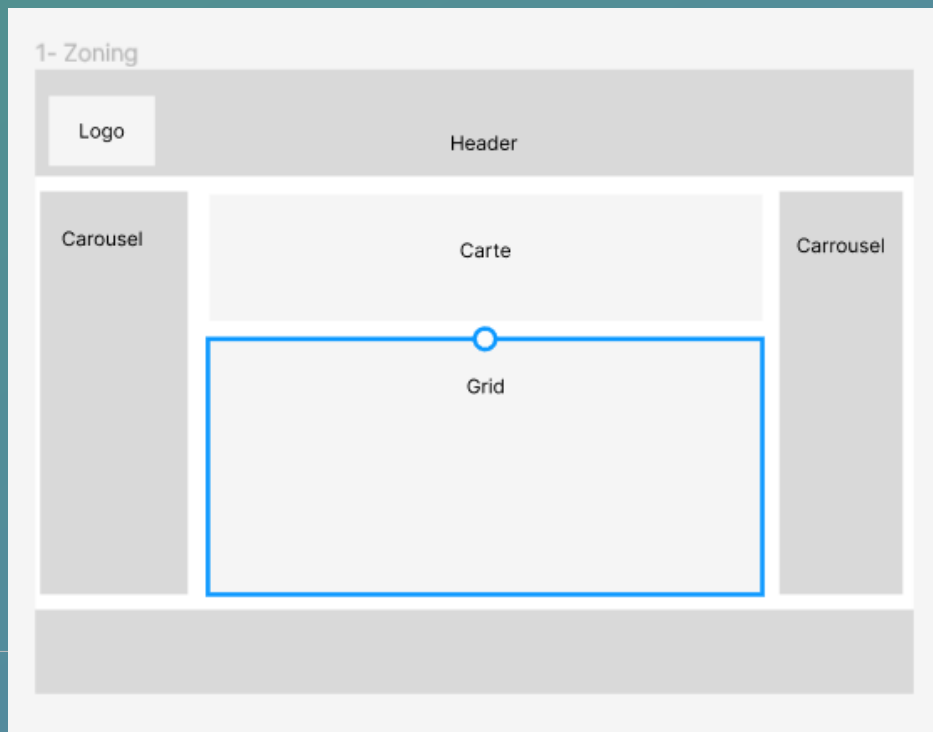 1- Zoning
Logo
Header
Carousel
Carte
Carrousel
Grid